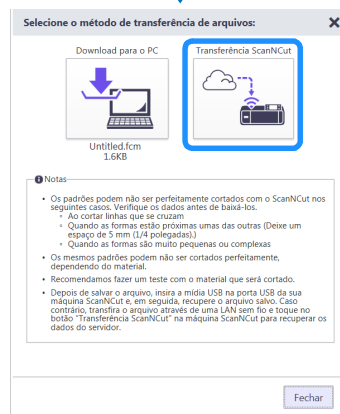 Selecione o método de transferência de arquivos:
Download para o PC
Transferência ScanNCut
Untitled.fcm
1.6KB
Notas
• Os padrões podem não ser perfeitamente cortados com o ScanNCut nos
seguintes casos. Verifique os dados antes de baixá-los.
◦ Ao cortar linhas que se cruzam
◦ Quando as formas estão próximas umas das outras (Deixe um
espaço de 5 mm (1/4 polegadas).)
◦ Quando as formas são muito pequenas ou complexas
• Os mesmos padrões podem não ser cortados perfeitamente,
dependendo do material.
• Recomendamos fazer um teste com o material que será cortado.
• Depois de salvar o arquivo, insira a mídia USB na porta USB da sua
máquina ScanNCut e, em seguida, recupere o arquivo salvo. Caso
contrário, transfira o arquivo através de uma LAN sem fio e toque no
botão "Transferência ScanNCut" na máquina ScanNCut para recuperar os
dados do servidor.
Fechar